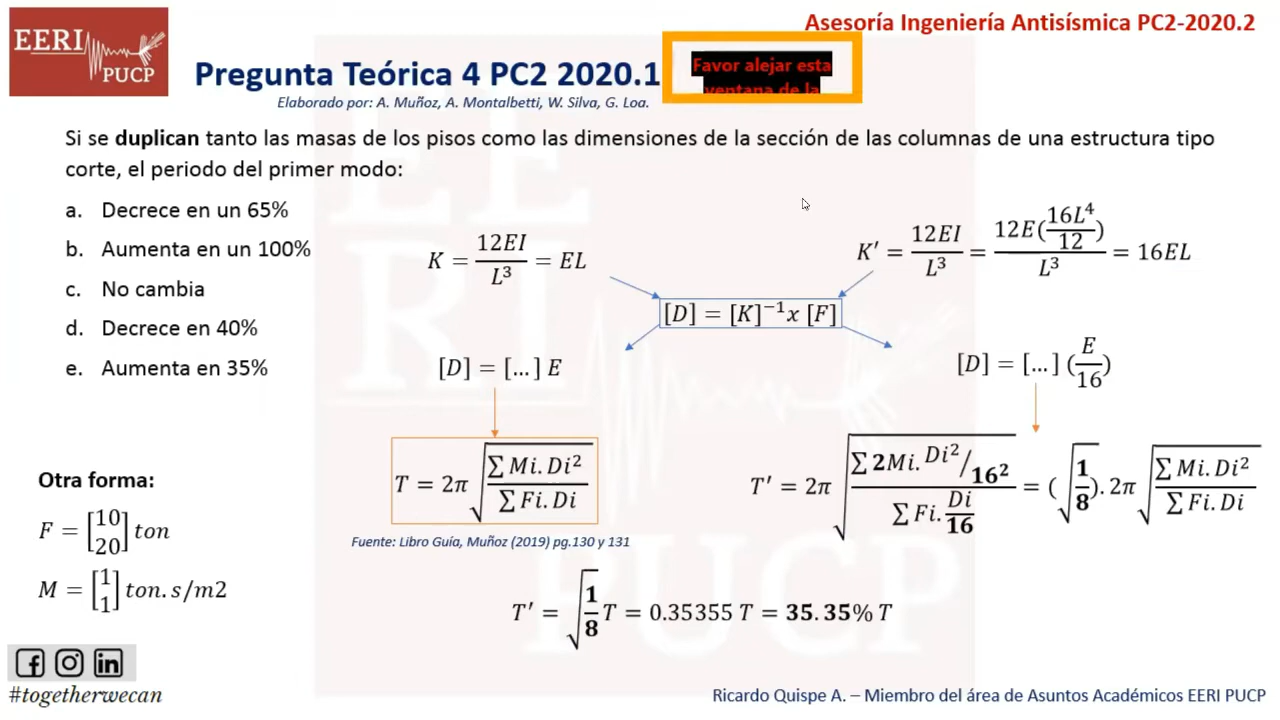 EERI
PUCP
Asesoría Ingeniería Antisísmica PC2-2020.2
Pregunta Teórica 4 PC2 2020.1
Favor alejar esta
ventana de la
Elaborado por: A. Muñoz, A. Montalbetti, W. Silva, G. Loa.
Si se duplican tanto las masas de los pisos como las dimensiones de la sección de las columnas de una estructura tipo
corte, el periodo del primer modo:
a. Decrece en un 65%
b. Aumenta en un 100%
c. No cambia
d. Decrece en 40%
e. Aumenta en 35%
K = 12EI/L³ = EL
K′ = 12EI/L³ = 12E(16L⁴/12)/L³ = 16EL
[D] = [K]⁻¹x [F]
[D] = [...] E
[D] = [...] (E/16)
T = 2π √(∑ Mi. Di²/∑ Fi. Di)
T′ = 2π √(∑ 2Mi. Di²/16²/∑ Fi. Di/16) = (√(1/8)). 2π √(∑ Mi. Di²/∑ Fi. Di)
Fuente: Libro Guía, Muñoz (2019) pg.130 y 131
Otra forma:
F = [10 20] ton
M = [1 1] ton. s/m2
T′ = √(1/8) T = 0.35355 T = 35. 35% T
EERI
PUCP
#togetherwecan
Ricardo Quispe A. – Miembro del área de Asuntos Académicos EERI PUCP